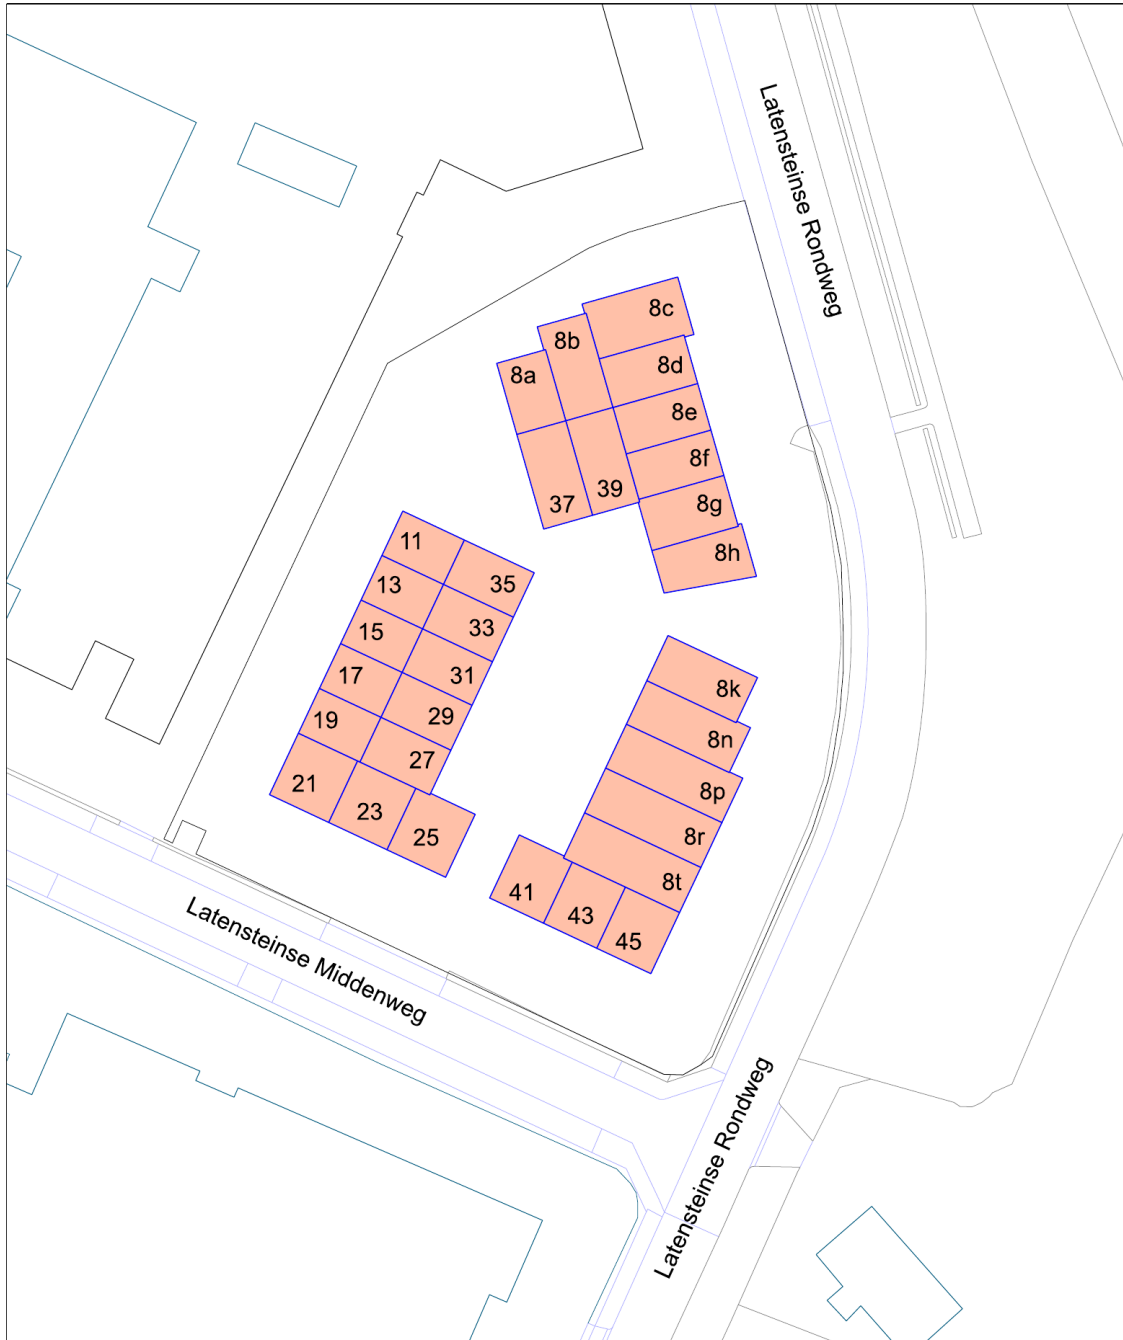 Latensteinse Rondweg
8c
8b
8d
8a
8e
8f
39
37
8g
8h
11
35
13
33
15
31
17
29
19
27
21
23
25
8k
8n
8p
8r
8t
41
43
45
Latensteinse Middenweg
Latensteinse Rondweg